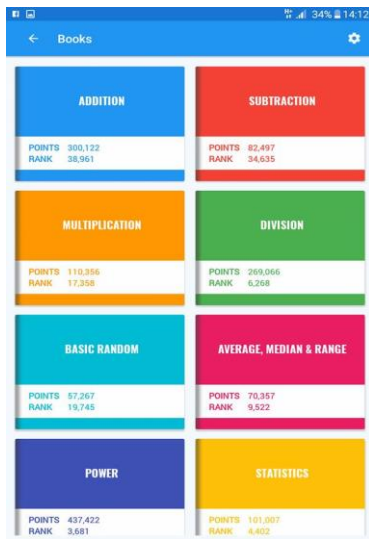 34% 14:12
Books
ADDITION
SUBTRACTION
POINTS 300,122
RANK 38,961
POINTS 82,497
RANK 34,635
MULTIPLICATION
DIVISION
POINTS 110,356
RANK 17,358
POINTS 269,066
RANK 6,268
BASIC RANDOM
AVERAGE, MEDIAN & RANGE
POINTS 57,267
RANK 19,745
POINTS 70,357
RANK 9,522
POWER
STATISTICS
POINTS 437,422
RANK 3,681
POINTS 101,007
RANK 4,402